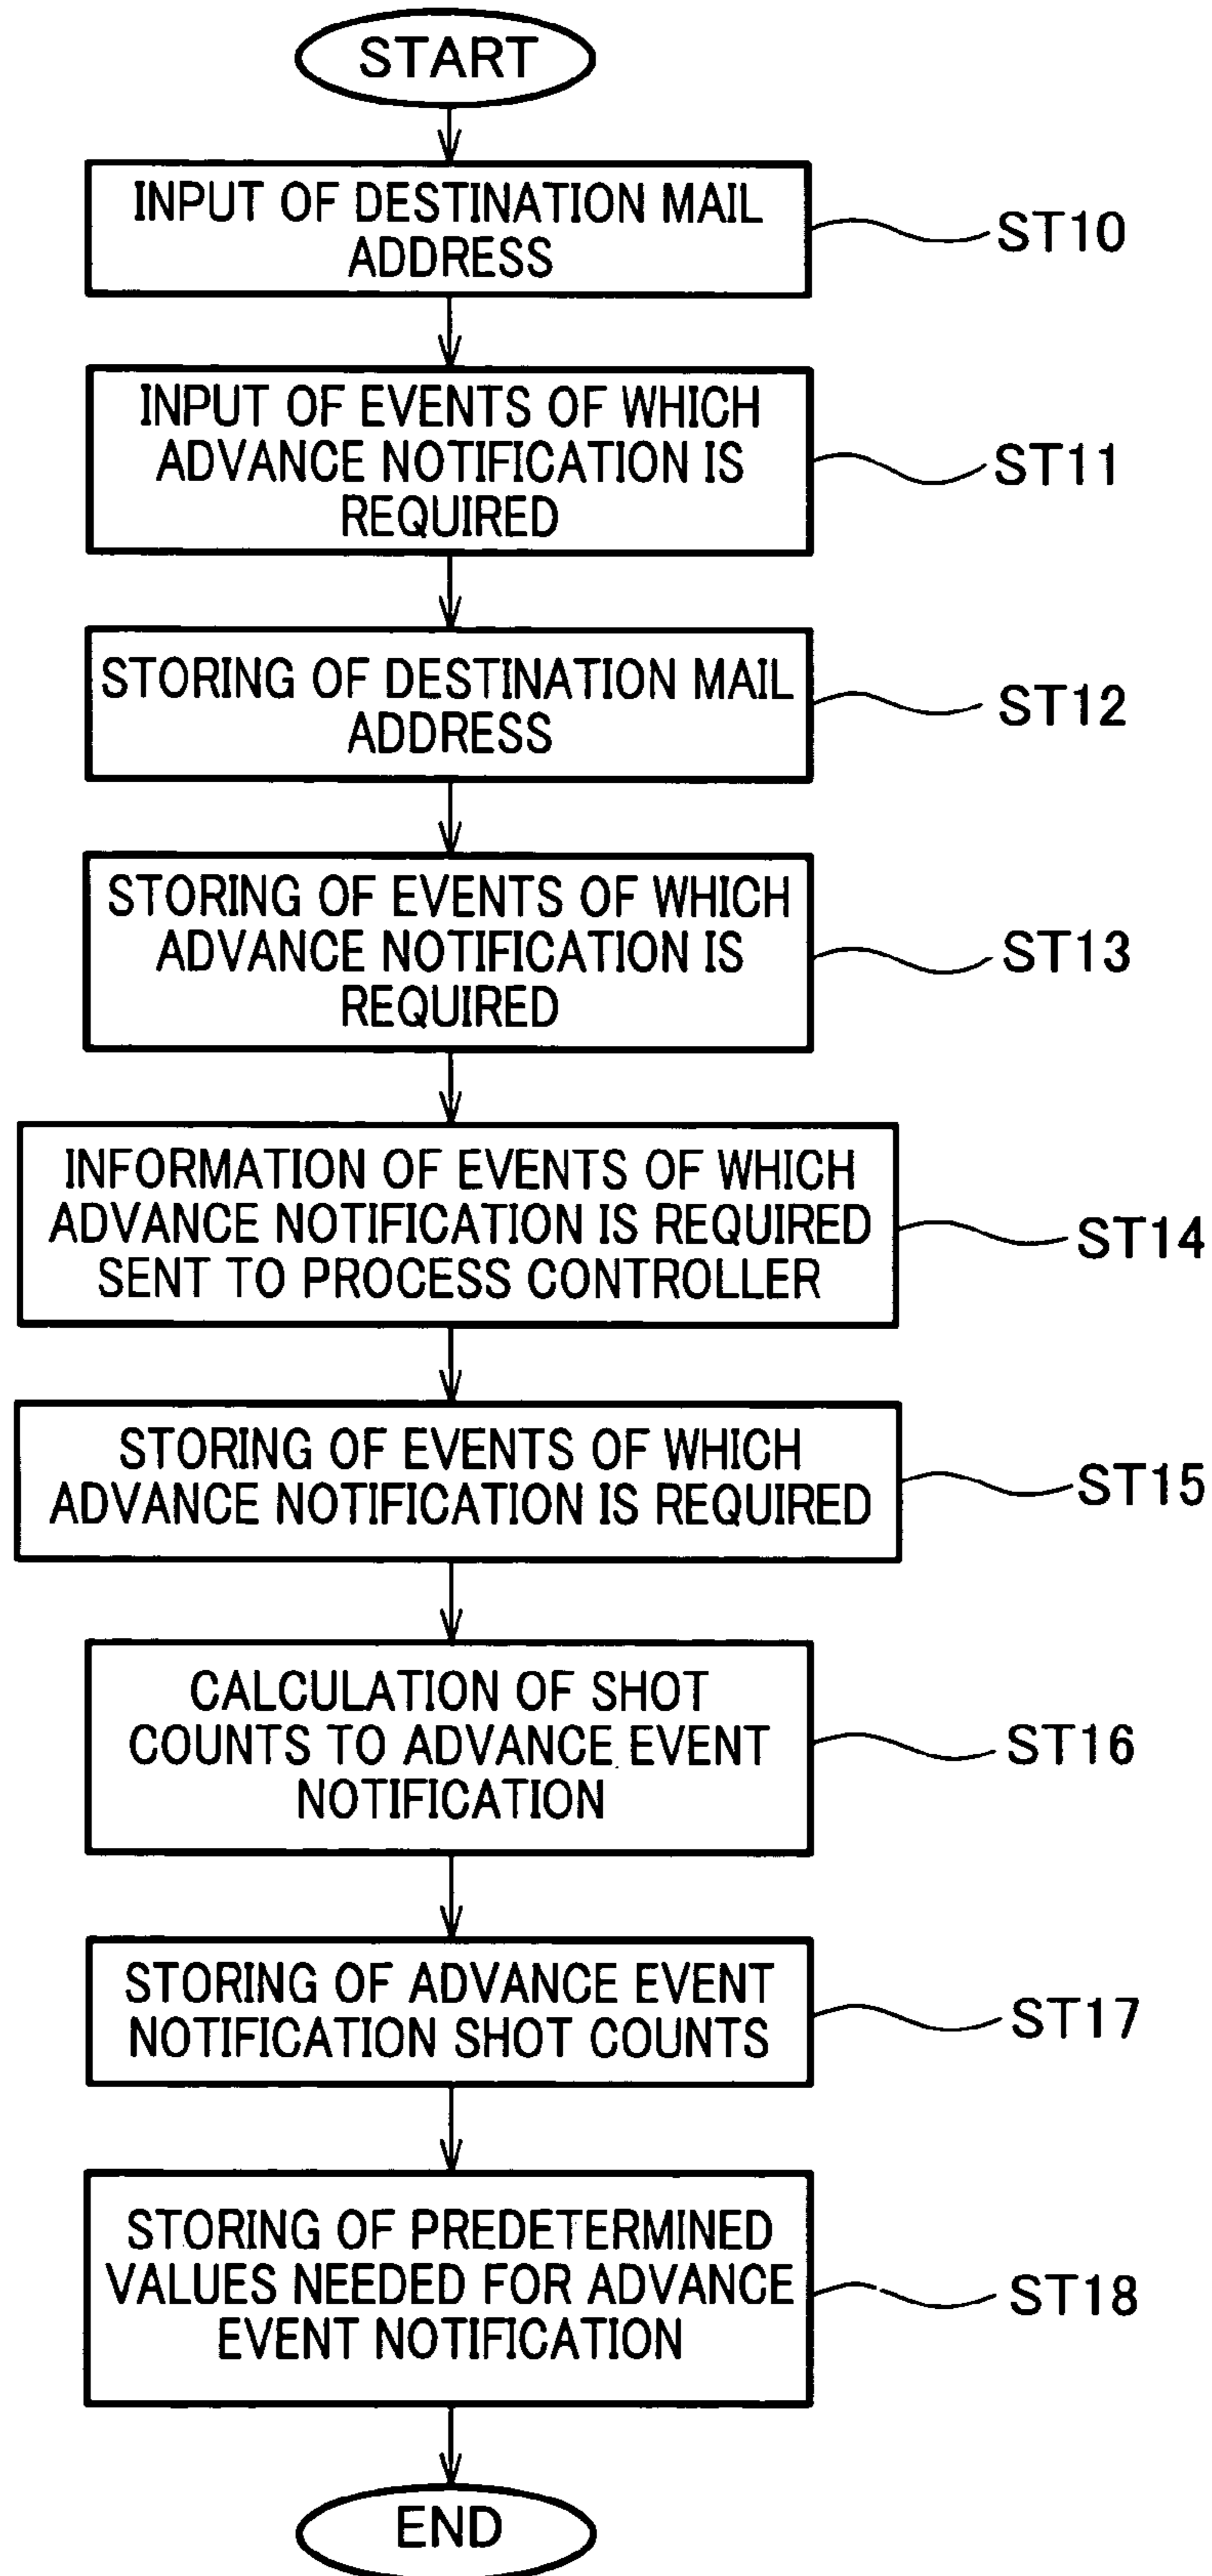 START
INPUT OF DESTINATION MAIL
ADDRESS
ST10
INPUT OF EVENTS OF WHICH
ADVANCE NOTIFICATION IS
REQUIRED
ST11
STORING OF DESTINATION MAIL
ADDRESS
ST12
STORING OF EVENTS OF WHICH
ADVANCE NOTIFICATION IS
REQUIRED
ST13
INFORMATION OF EVENTS OF WHICH
ADVANCE NOTIFICATION IS REQUIRED
SENT TO PROCESS CONTROLLER
ST14
STORING OF EVENTS OF WHICH
ADVANCE NOTIFICATION IS REQUIRED
ST15
CALCULATION OF SHOT
COUNTS TO ADVANCE EVENT
NOTIFICATION
ST16
STORING OF ADVANCE EVENT
NOTIFICATION SHOT COUNTS
ST17
STORING OF PREDETERMINED
VALUES NEEDED FOR ADVANCE
EVENT NOTIFICATION
ST18
END